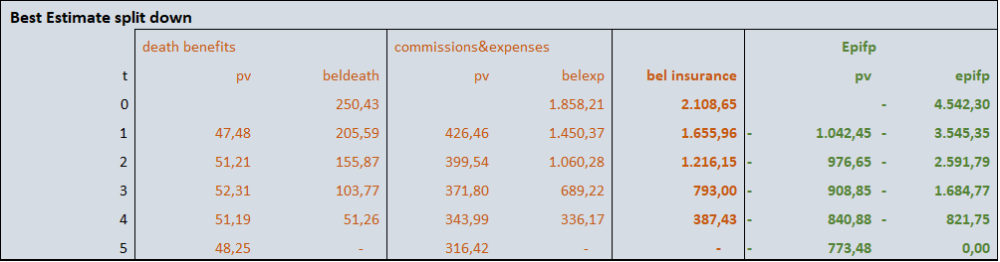 Best Estimate split down
death benefits commissions&expenses Epifp
t pv beldeath pv belexp bel insurance pv epifp
0 250,43 1.858,21 2.108,65 - 4.542,30
1 47,48 205,59 426,46 1.450,37 1.655,96 - 1.042,45 - 3.545,35
2 51,21 155,87 399,54 1.060,28 1.216,15 - 976,65 - 2.591,79
3 52,31 103,77 371,80 689,22 793,00 - 908,85 - 1.684,77
4 51,19 51,26 343,99 336,17 387,43 - 840,88 - 821,75
5 48,25 - 316,42 - - - 773,48 0,00